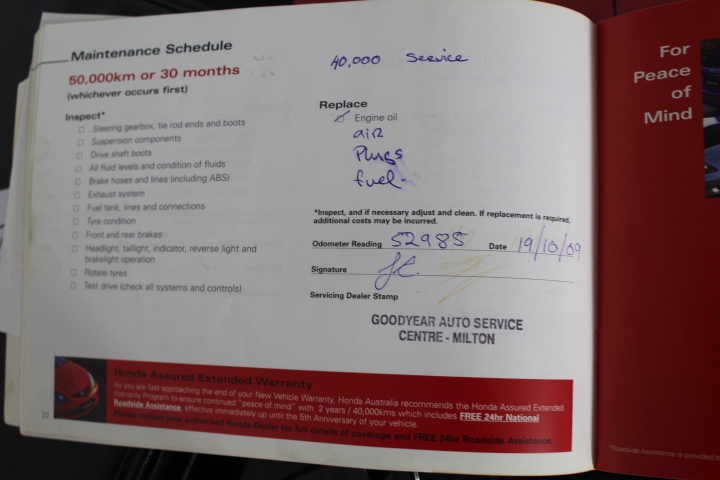 Maintenance Schedule
50,000km or 30 months
(whichever occurs first)
Inspect*
Steering gearbox, tie rod ends and boots
Suspension components
Drive shaft boots
All fluid levels and condition of fluids
Brake hoses and lines (including ABS)
Exhaust system
Fuel tank, lines and connections
Tyre condition
Front and rear brakes
Headlight, taillight, indicator, reverse light and
brakelight operation
Rotate tyres
Test drive (check all systems and controls)
40,000 Service
Replace
Engine oil
air
Plugs
fuel.
*Inspect, and if necessary adjust and clean. If replacement is required,
additional costs may be incurred.
Odometer Reading 52985 Date 19/10/09
Signature
Servicing Dealer Stamp
GOODYEAR AUTO SERVICE
CENTRE - MILTON
Honda Assured Extended Warranty
As you are fast approaching the end of your New Vehicle Warranty, Honda Australia recommends the Honda Assured Extended
Warranty Program to ensure continued "peace of mind" with 2 years / 40,000kms which includes FREE 24hr National
Roadside Assistance, effective immediately up until the 5th Anniversary of your vehicle.
Please contact your authorised Honda Dealer for full details of coverage and FREE 24hr Roadside Assistance.
22
For
Peace
of
Mind
*Roadside Assistance is provided